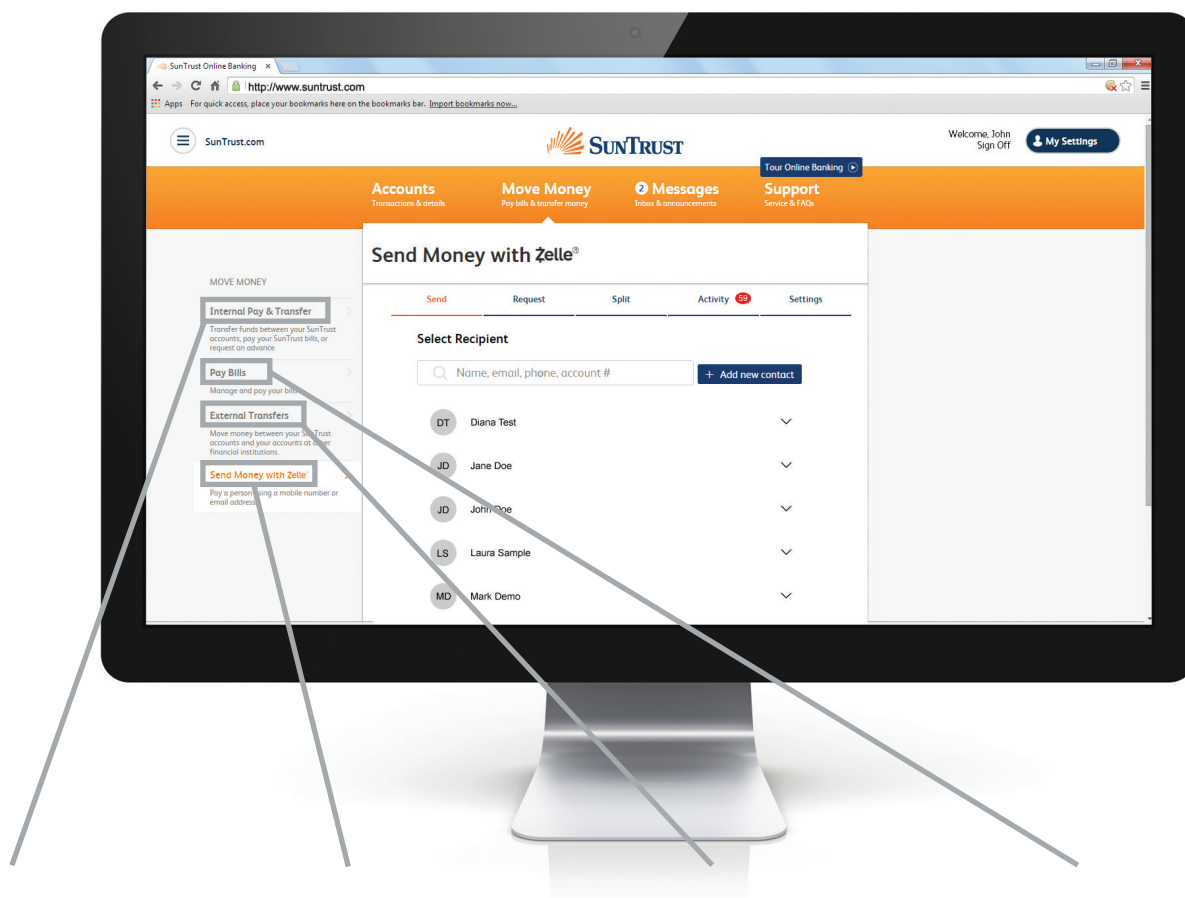 SunTrust Online Banking
http://www.suntrust.com
Apps For quick access, place your bookmarks here on the bookmarks bar. Import bookmarks now...
SunTrust.com
SUNTRUST
Welcome, John
Sign Off
My Settings
Tour Online Banking
Accounts
Transactions & details
Move Money
Pay bills & transfer money
2 Messages
Inbox & announcements
Support
Service & FAQs
Send Money with Zelle®
MOVE MONEY
Internal Pay & Transfer
Transfer funds between your SunTrust
accounts, pay your SunTrust bills, or
request an advance
Pay Bills
Manage and pay your bills
External Transfers
Move money between your SunTrust
accounts and your accounts at other
financial institutions.
Send Money with Zelle®
Pay a person using a mobile number or
email address
Send Request Split Activity 59 Settings
Select Recipient
Name, email, phone, account #
+ Add new contact
DT Diana Test
JD Jane Doe
JD John Doe
LS Laura Sample
MD Mark Demo